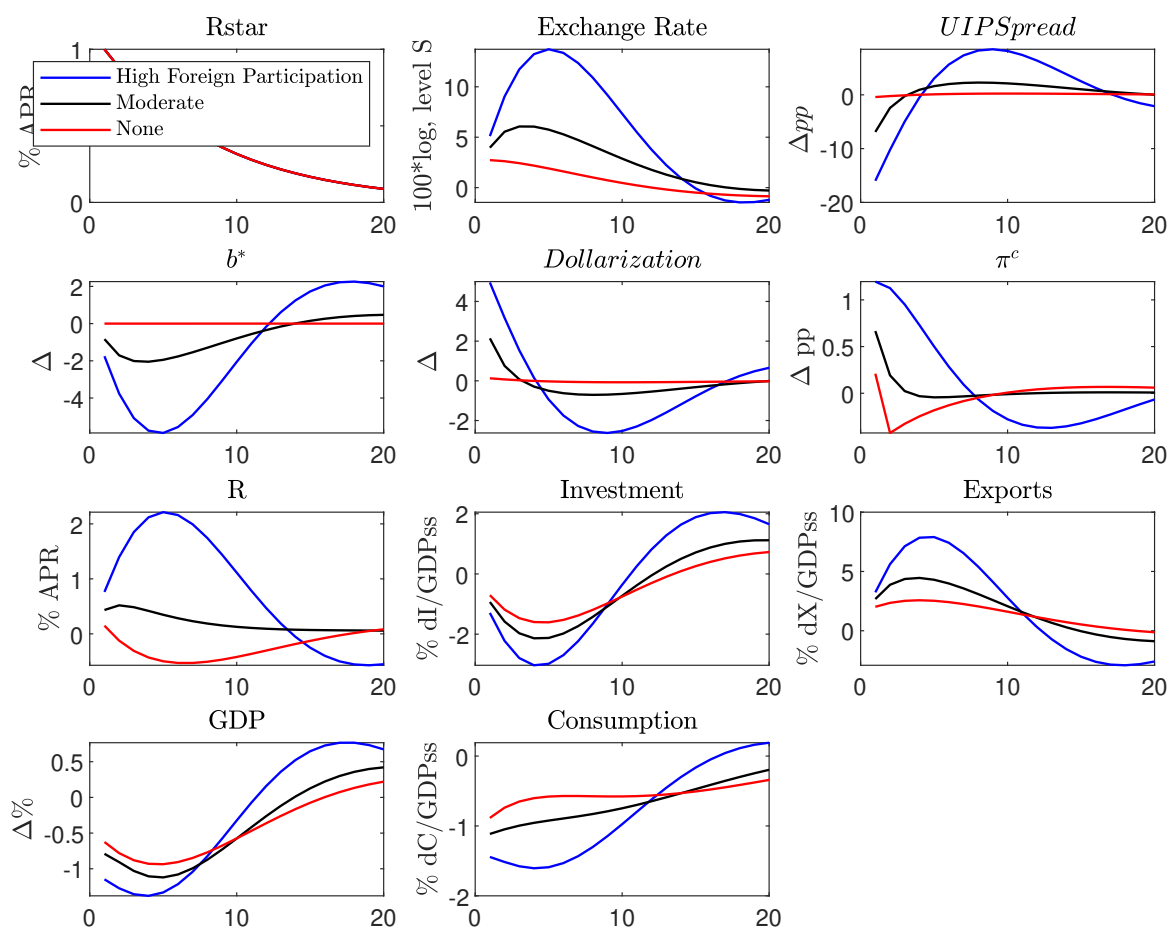 Rstar
% APR
1
0
0
10
20
High Foreign Participation
Moderate
None
Exchange Rate
100*log, level S
10
5
0
0
10
20
UIPSpread
Δpp
0
-10
-20
0
10
20
b*
Δ
2
0
-2
-4
0
10
20
Dollarization
Δ
4
2
0
-2
0
10
20
π^c
Δ pp
1
0.5
0
0
10
20
R
% APR
2
1
0
0
10
20
Investment
% dI/GDPss
2
0
-2
0
10
20
Exports
% dX/GDPss
10
5
0
0
10
20
GDP
Δ%
0.5
0
-0.5
-1
0
10
20
Consumption
% dC/GDPss
0
-1
-2
0
10
20